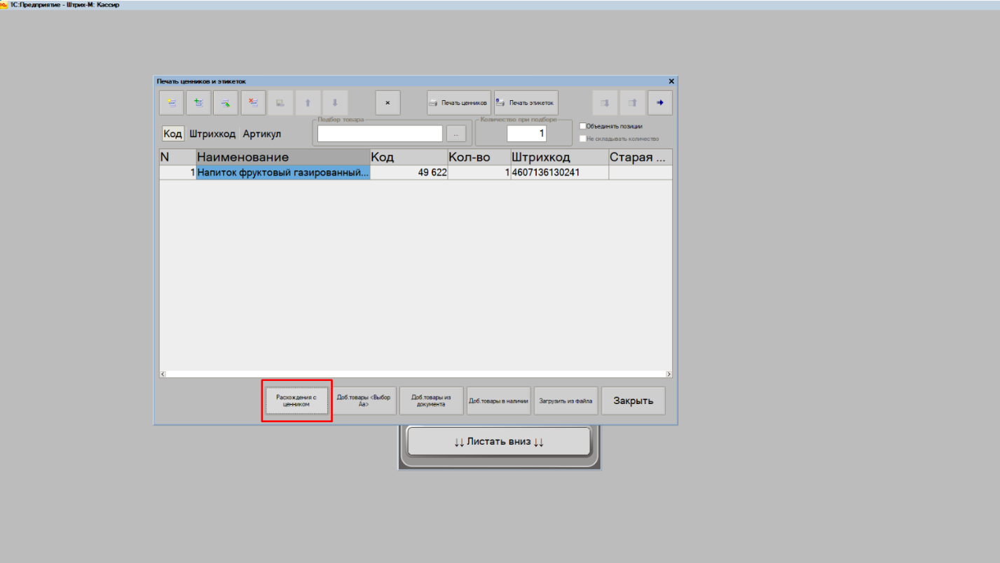 1С:Предприятие - Штрих-М: Кассир
Печать ценников и этикеток
×
Печать ценников
Печать этикеток
Подбор товара
Количество при подборе
Объединять позиции
Код
Штрихкод
Артикул
...
1
Не складывать количество
N Наименование Код Кол-во Штрихкод Старая ...
1 Напиток фруктовый газированный... 49 622 1 4607136130241
Расхождения с
ценником
Доб.товары <Выбор
Аа>
Доб.товары из
документа
Доб.товары в наличии
Загрузить из файла
Закрыть
↓↓ Листать вниз ↓↓